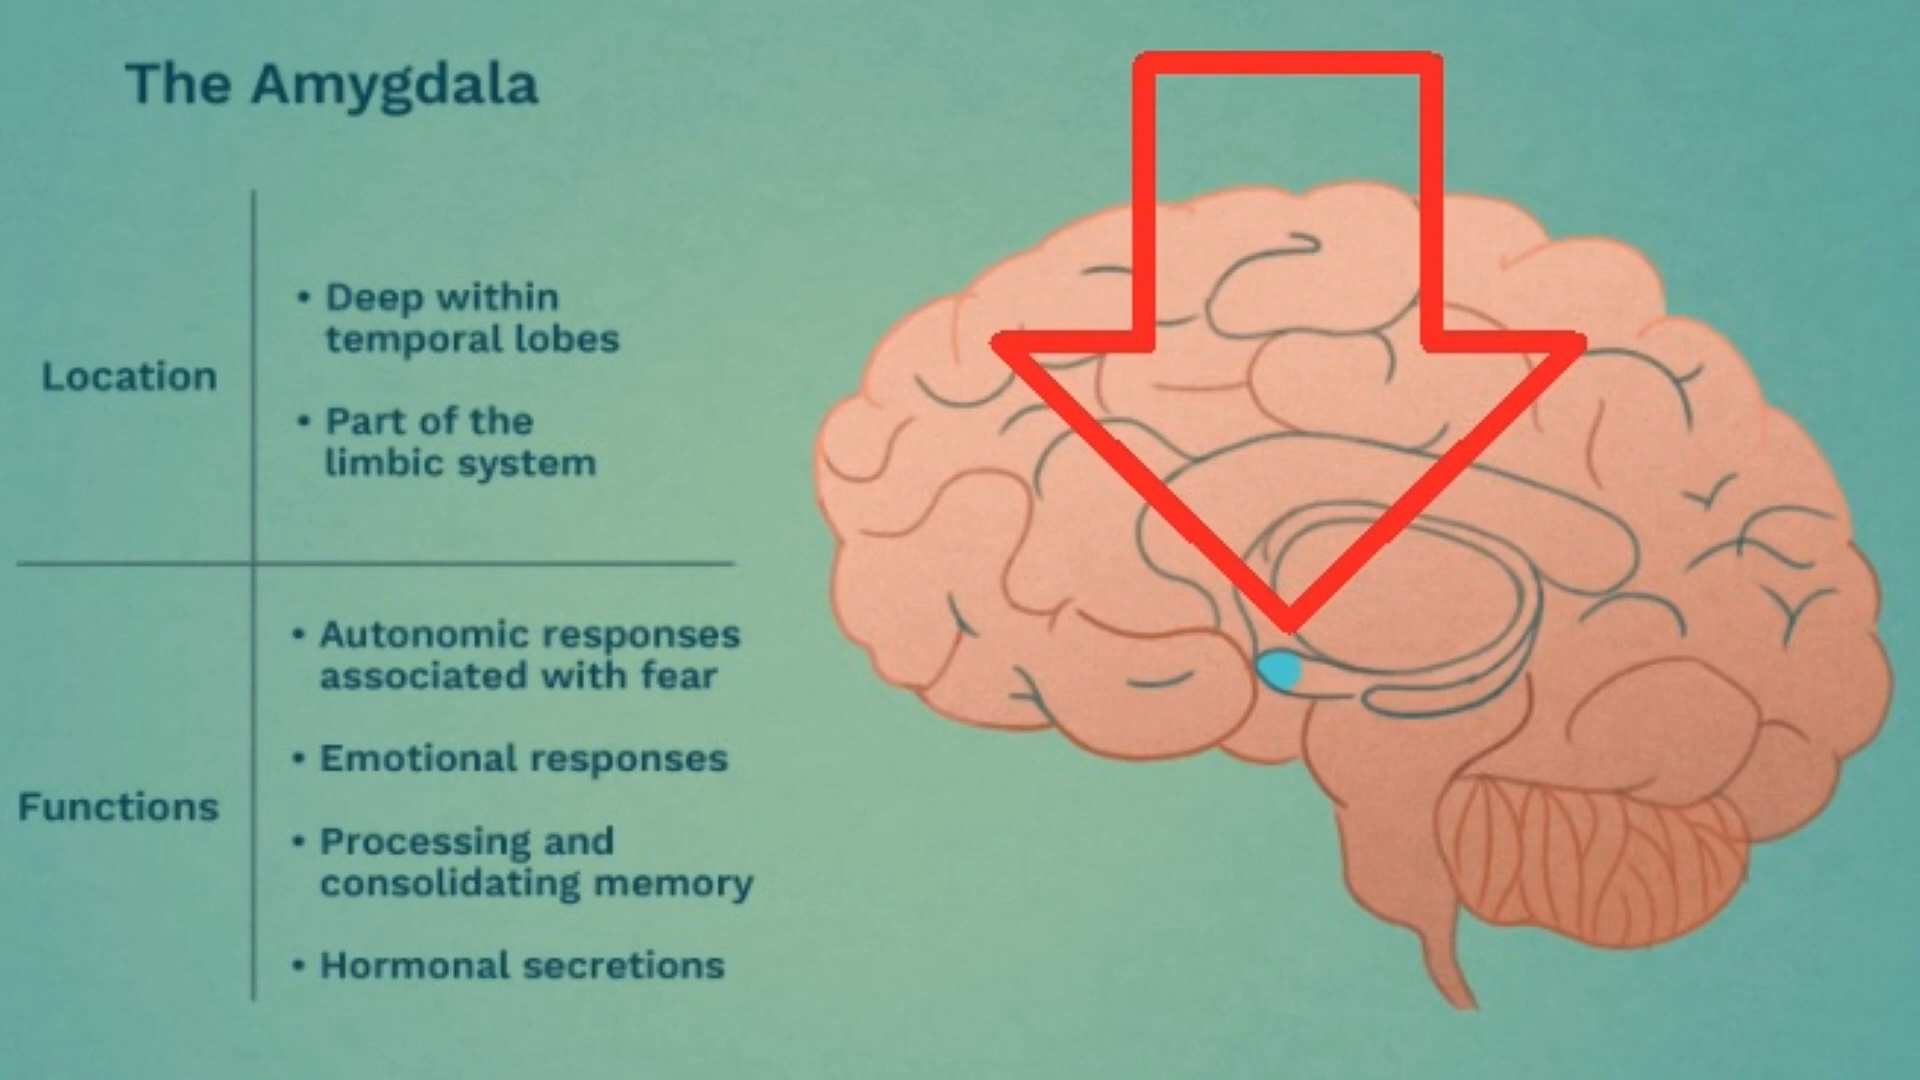 The Amygdala
Location
• Deep within
temporal lobes
• Part of the
limbic system
Functions
• Autonomic responses
associated with fear
• Emotional responses
• Processing and
consolidating memory
• Hormonal secretions